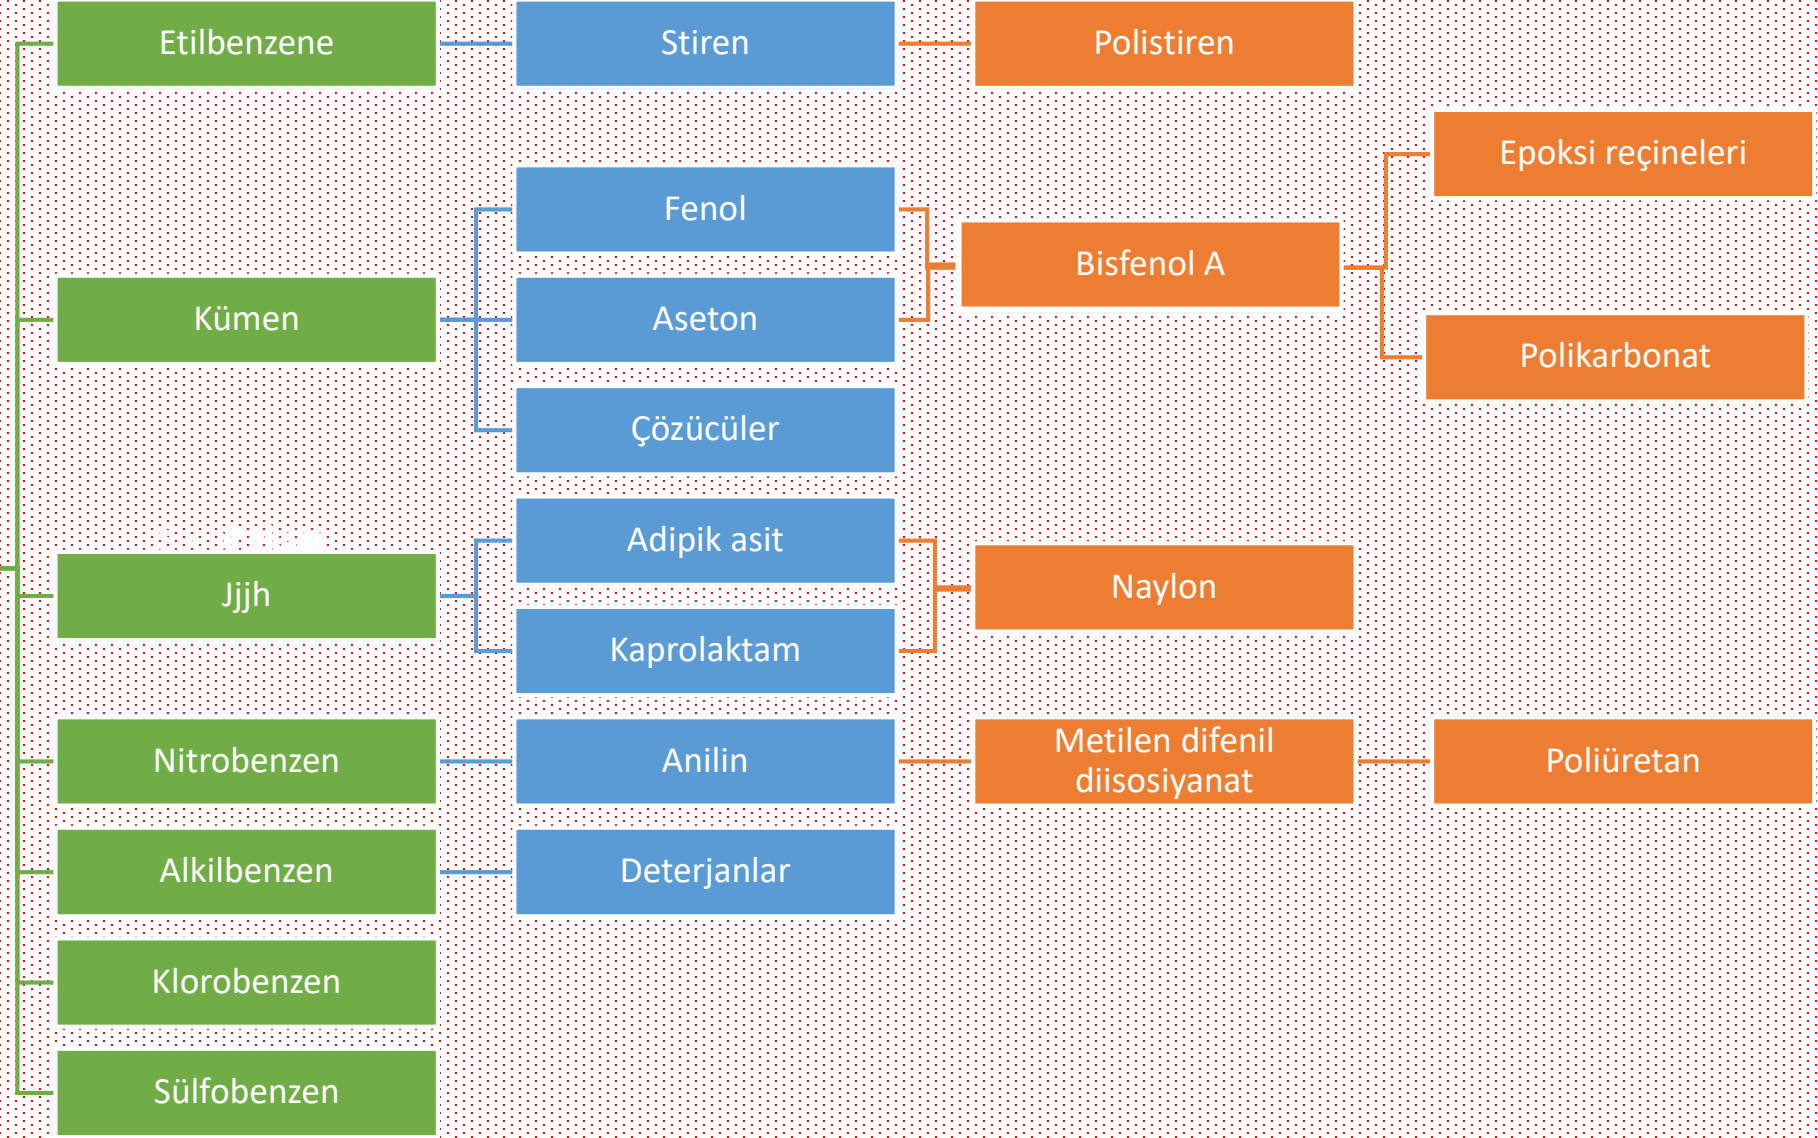 Etilbenzene
Stiren
Polistiren
Epoksi reçineleri
Fenol
Bisfenol A
Kümen
Aseton
Polikarbonat
Çözücüler
Adipik asit
Jjjh
Naylon
Kaprolaktam
Nitrobenzen
Anilin
Metilen difenil
diisosiyanat
Poliüretan
Alkilbenzen
Deterjanlar
Klorobenzen
Sülfobenzen